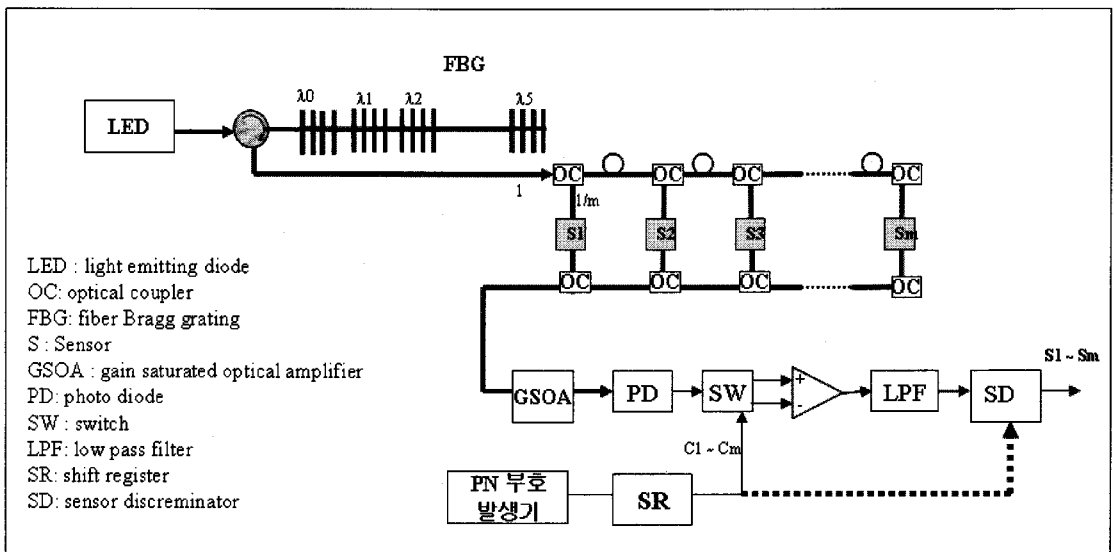 FBG
λ0 λ1 λ2 λ5
LED
OC OC OC OC
1 1/m
S1 S2 S3 Sm
OC OC OC OC
LED : light emitting diode
OC: optical coupler
FBG: fiber Bragg grating
S : Sensor
GSOA : gain saturated optical amplifier
PD: photo diode
SW : switch
LPF: low pass filter
SR: shift register
SD: sensor discreminator
S1 ~ Sm
GSOA PD SW + - LPF SD
C1 ~ Cm
PN 부호
발생기
SR